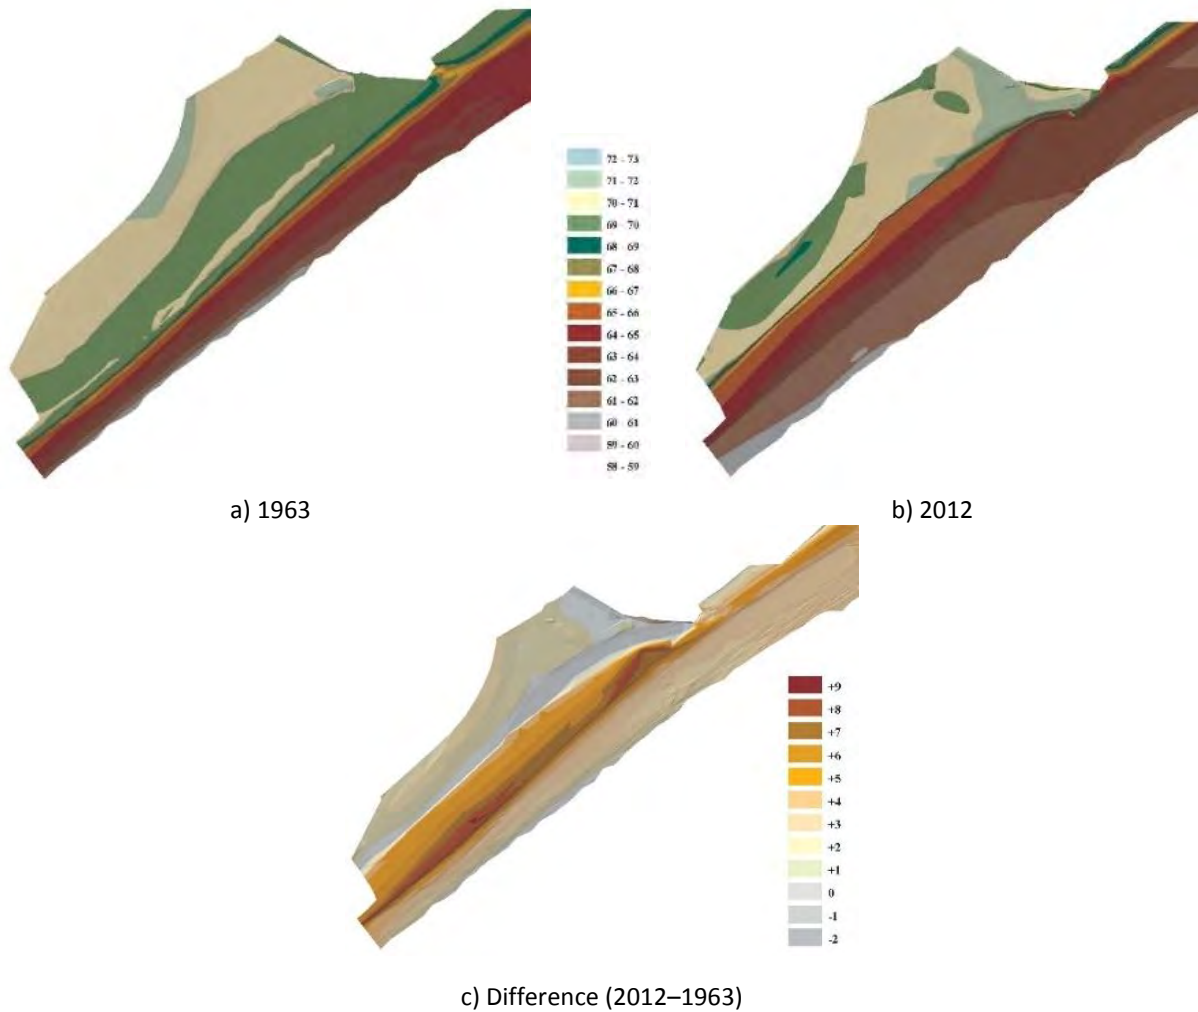 72 - 73
71 - 72
70 - 71
69 - 70
68 - 69
67 - 68
66 - 67
65 - 66
64 - 65
63 - 64
62 - 63
61 - 62
60 - 61
59 - 60
58 - 59
a) 1963
b) 2012
+9
+8
+7
+6
+5
+4
+3
+2
+1
0
-1
-2
c) Difference (2012–1963)